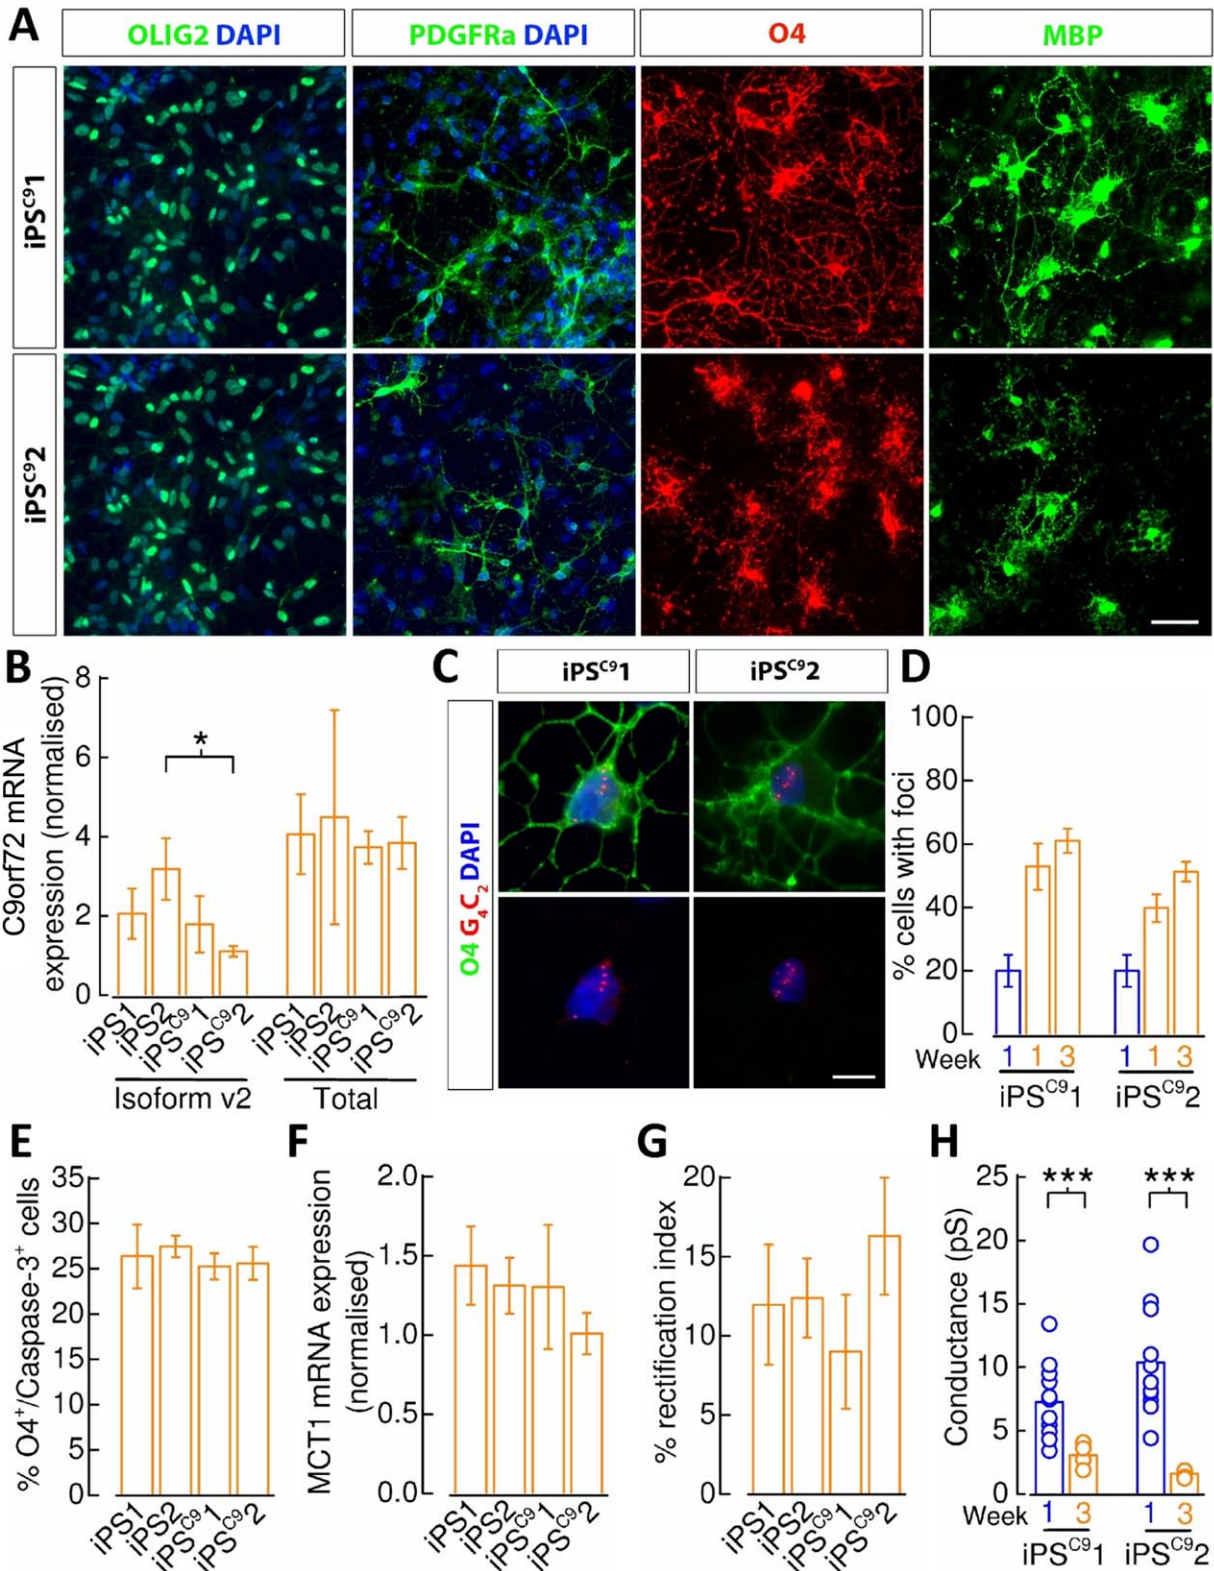 A
OLIG2 DAPI
PDGFRa DAPI
O4
MBP
iPSC91
iPSC92
B
C9orf72 mRNA
expression (normalised)
8
6
4
2
0
*
iPS1
iPS2
iPSC91
iPSC92
iPS1
iPS2
iPSC91
iPSC92
Isoform v2
Total
C
iPSC91
iPSC92
O4 G4C2 DAPI
D
% cells with foci
100
80
60
40
20
0
Week
1
1
3
1
1
3
iPSC91
iPSC92
E
% O4+/Caspase-3+ cells
35
30
25
20
15
10
5
0
iPS1
iPS2
iPSC91
iPSC92
F
MCT1 mRNA expression
(normalised)
2.0
1.5
1.0
0.5
0.0
iPS1
iPS2
iPSC91
iPSC92
G
% rectification index
20
15
10
5
0
iPS1
iPS2
iPSC91
iPSC92
H
Conductance (pS)
25
20
15
10
5
0
***
***
Week
1
3
1
3
iPSC91
iPSC92